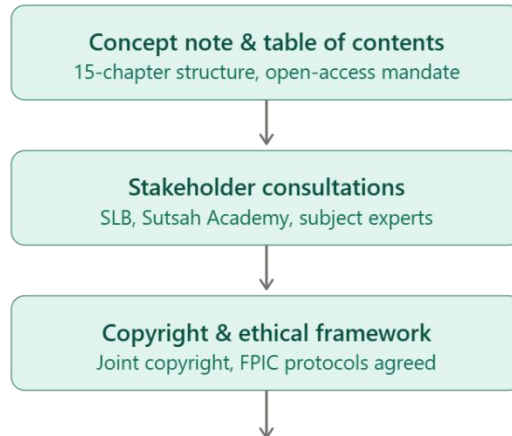 Concept note & table of contents
15-chapter structure, open-access mandate
Stakeholder consultations
SLB, Sutsah Academy, subject experts
Copyright & ethical framework
Joint copyright, FPIC protocols agreed